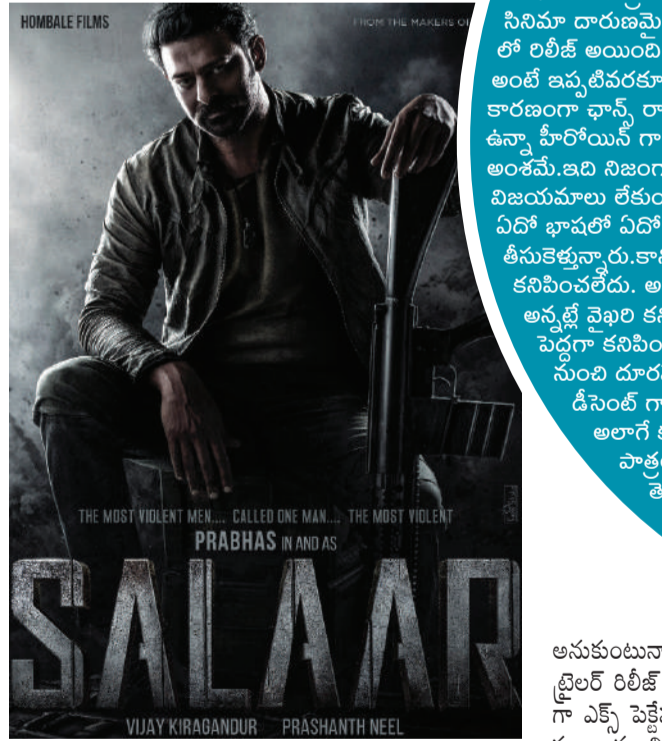 HOMBALE FILMS
FROM THE MAKERS OF
THE MOST VIOLENT MEN.... CALLED ONE MAN.... THE MOST VIOLENT
PRABHAS IN AND AS
SALAAR
VIJAY KIRAGANDUR PRASHANTH NEEL
సినిమా దారుణమై
లో రిలీజ్ అయింది
అంటే ఇప్పటివరకూ
కారణంగా ఛాన్స్ రా
ఉన్నా హీరోయిన్ గా
అంశమే.ఇది నిజంగ
విజయమాలు లేకుం
ఏదో భాషలో ఏదో
తీసుకెళ్తున్నారు.కాన
కనిపించలేదు. అ
అన్నట్లే వైఖరి కన
పెద్దగా కనిపిం
నుంచి దూర
డీసెంట్ గా
అలాగే క
పాత్ర
తె
అనుకుంటునా
ట్రైలర్ రిలీజ్
గా ఎక్స్ పెక్టే